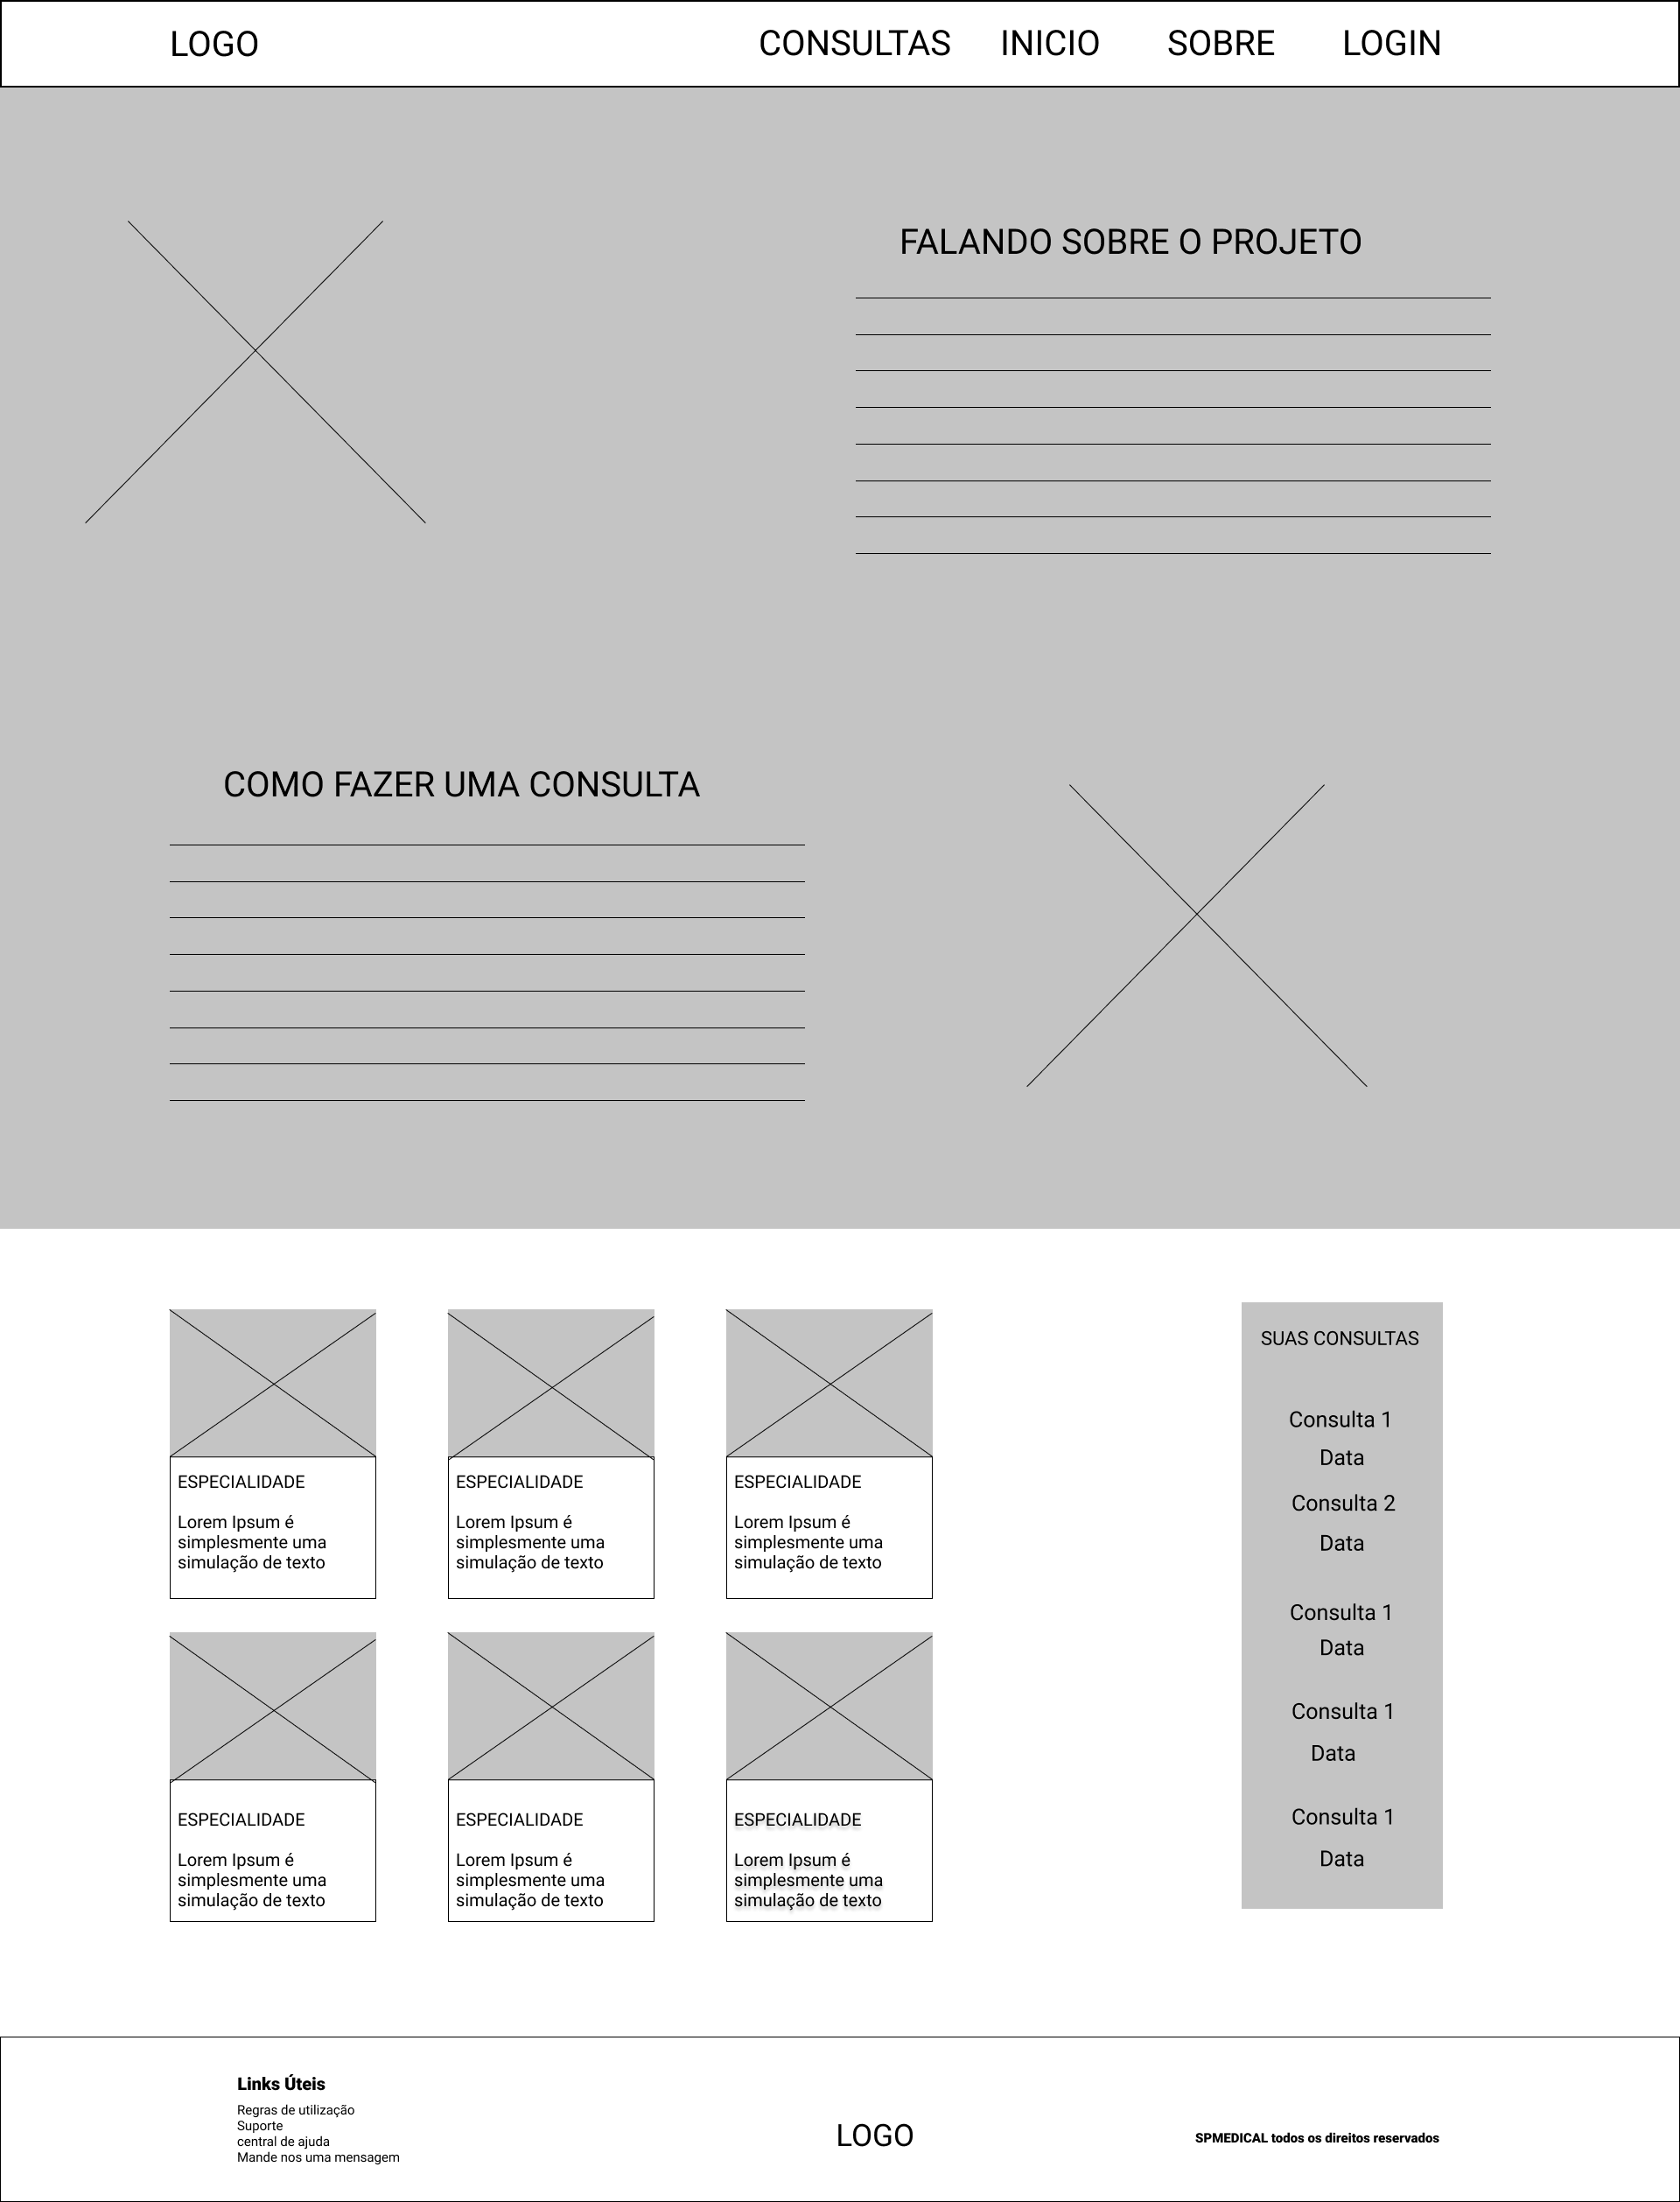 LOGO
CONSULTAS
INICIO
SOBRE
LOGIN
FALANDO SOBRE O PROJETO
COMO FAZER UMA CONSULTA
ESPECIALIDADE
Lorem Ipsum é
simplesmente uma
simulação de texto
ESPECIALIDADE
Lorem Ipsum é
simplesmente uma
simulação de texto
ESPECIALIDADE
Lorem Ipsum é
simplesmente uma
simulação de texto
ESPECIALIDADE
Lorem Ipsum é
simplesmente uma
simulação de texto
ESPECIALIDADE
Lorem Ipsum é
simplesmente uma
simulação de texto
ESPECIALIDADE
Lorem Ipsum é
simplesmente uma
simulação de texto
SUAS CONSULTAS
Consulta 1
Data
Consulta 2
Data
Consulta 1
Data
Consulta 1
Data
Consulta 1
Data
Links Úteis
Regras de utilização
Suporte
central de ajuda
Mande nos uma mensagem
LOGO
SPMEDICAL todos os direitos reservados